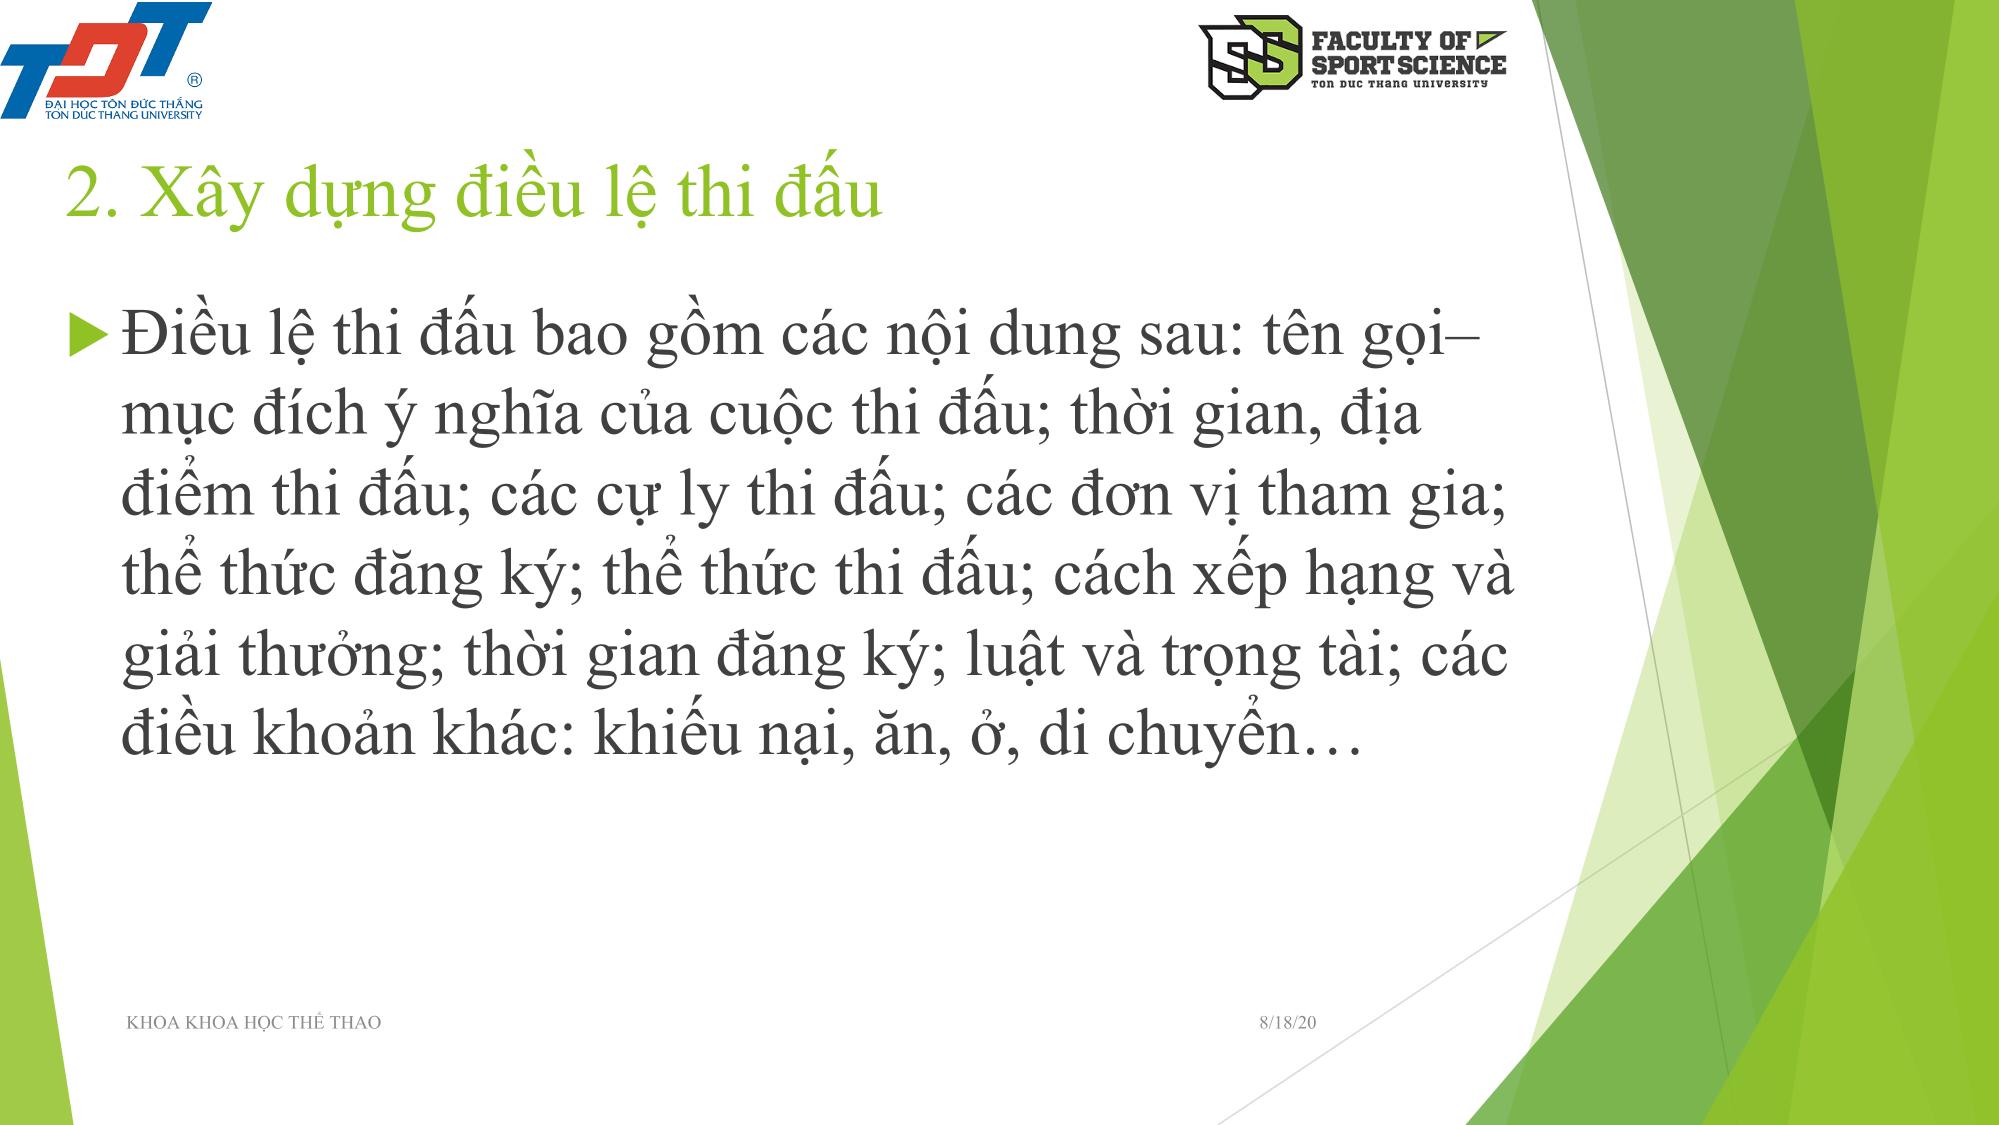 TDT
®
ĐẠI HỌC TÔN ĐỨC THẮNG
TON DUC THANG UNIVERSITY
FACULTY OF
SPORT SCIENCE
TON DUC THANG UNIVERSITY
2. Xây dựng điều lệ thi đấu
Điều lệ thi đấu bao gồm các nội dung sau: tên gọi–
mục đích ý nghĩa của cuộc thi đấu; thời gian, địa
điểm thi đấu; các cự ly thi đấu; các đơn vị tham gia;
thể thức đăng ký; thể thức thi đấu; cách xếp hạng và
giải thưởng; thời gian đăng ký; luật và trọng tài; các
điều khoản khác: khiếu nại, ăn, ở, di chuyển…
KHOA KHOA HỌC THỂ THAO
8/18/20